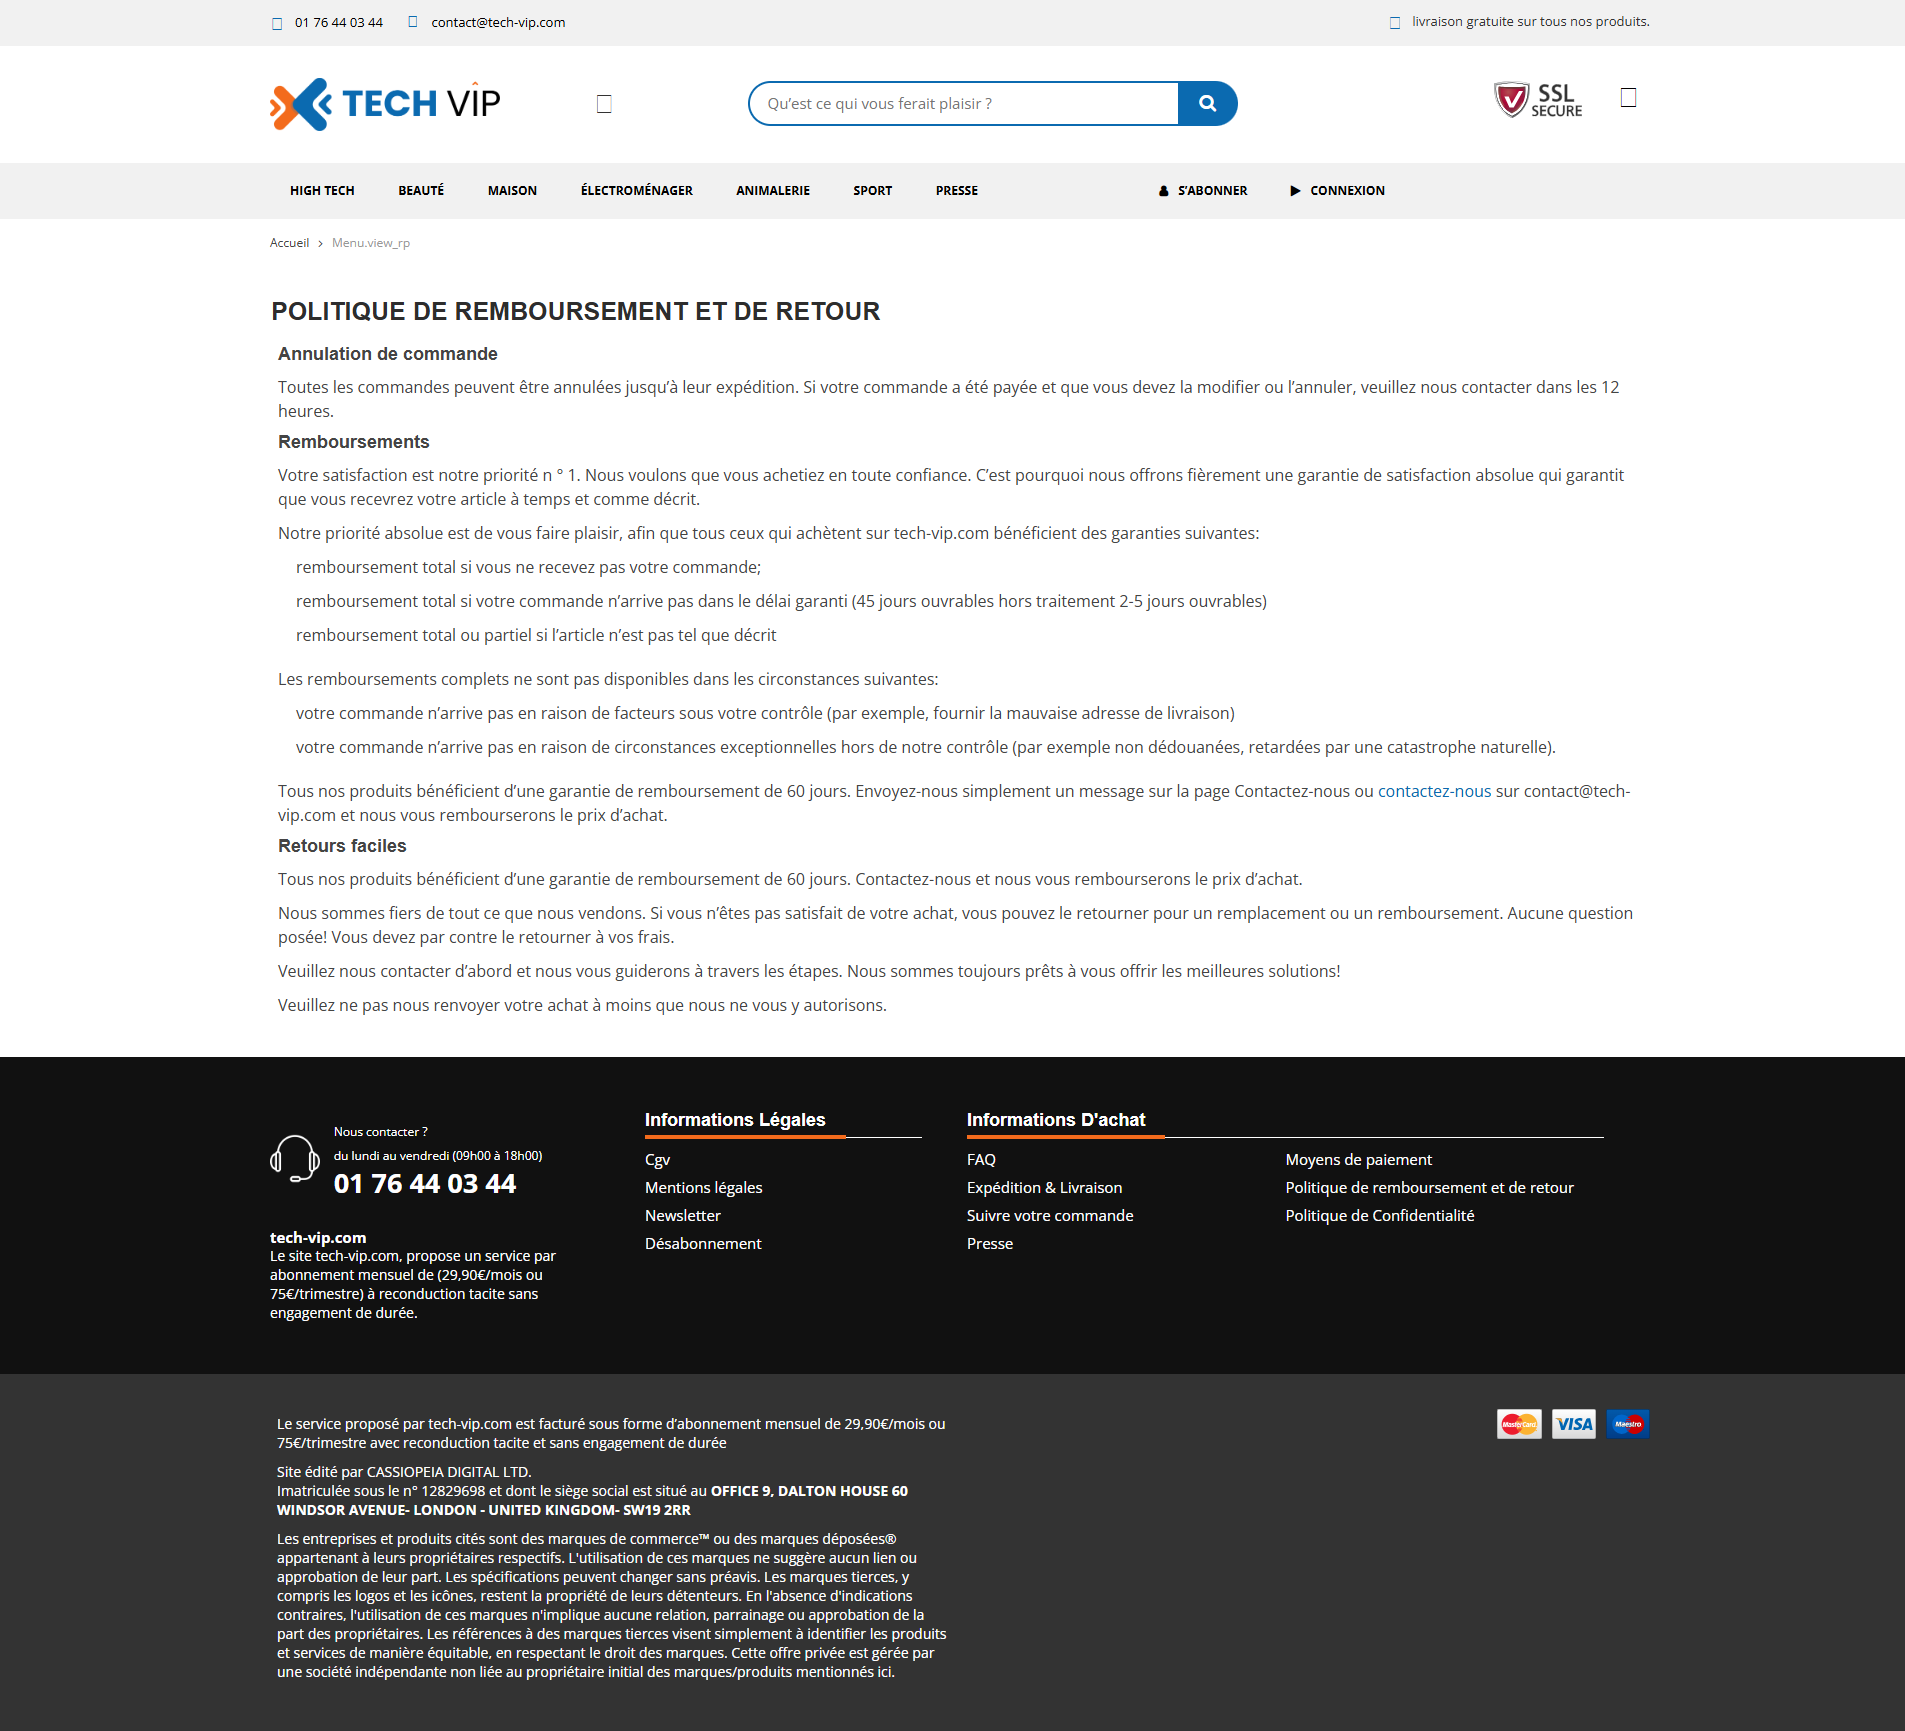 01 76 44 03 44
contact@tech-vip.com
livraison gratuite sur tous nos produits.
TECH VIP
Qu’est ce qui vous ferait plaisir ?
SSL
SECURE
HIGH TECH
BEAUTÉ
MAISON
ÉLECTROMÉNAGER
ANIMALERIE
SPORT
PRESSE
S’ABONNER
CONNEXION
Accueil > Menu.view_rp
POLITIQUE DE REMBOURSEMENT ET DE RETOUR
Annulation de commande
Toutes les commandes peuvent être annulées jusqu’à leur expédition. Si votre commande a été payée et que vous devez la modifier ou l’annuler, veuillez nous contacter dans les 12
heures.
Remboursements
Votre satisfaction est notre priorité n ° 1. Nous voulons que vous achetiez en toute confiance. C’est pourquoi nous offrons fièrement une garantie de satisfaction absolue qui garantit
que vous recevrez votre article à temps et comme décrit.
Notre priorité absolue est de vous faire plaisir, afin que tous ceux qui achètent sur tech-vip.com bénéficient des garanties suivantes:
remboursement total si vous ne recevez pas votre commande;
remboursement total si votre commande n’arrive pas dans le délai garanti (45 jours ouvrables hors traitement 2-5 jours ouvrables)
remboursement total ou partiel si l’article n’est pas tel que décrit
Les remboursements complets ne sont pas disponibles dans les circonstances suivantes:
votre commande n’arrive pas en raison de facteurs sous votre contrôle (par exemple, fournir la mauvaise adresse de livraison)
votre commande n’arrive pas en raison de circonstances exceptionnelles hors de notre contrôle (par exemple non dédouanées, retardées par une catastrophe naturelle).
Tous nos produits bénéficient d’une garantie de remboursement de 60 jours. Envoyez-nous simplement un message sur la page Contactez-nous ou contactez-nous sur contact@tech-
vip.com et nous vous rembourserons le prix d’achat.
Retours faciles
Tous nos produits bénéficient d’une garantie de remboursement de 60 jours. Contactez-nous et nous vous rembourserons le prix d’achat.
Nous sommes fiers de tout ce que nous vendons. Si vous n’êtes pas satisfait de votre achat, vous pouvez le retourner pour un remplacement ou un remboursement. Aucune question
posée! Vous devez par contre le retourner à vos frais.
Veuillez nous contacter d’abord et nous vous guiderons à travers les étapes. Nous sommes toujours prêts à vous offrir les meilleures solutions!
Veuillez ne pas nous renvoyer votre achat à moins que nous ne vous y autorisons.
Nous contacter ?
du lundi au vendredi (09h00 à 18h00)
01 76 44 03 44
tech-vip.com
Le site tech-vip.com, propose un service par
abonnement mensuel de (29,90€/mois ou
75€/trimestre) à reconduction tacite sans
engagement de durée.
Informations Légales
Cgv
Mentions légales
Newsletter
Désabonnement
Informations D'achat
FAQ
Expédition & Livraison
Suivre votre commande
Presse
Moyens de paiement
Politique de remboursement et de retour
Politique de Confidentialité
Le service proposé par tech-vip.com est facturé sous forme d’abonnement mensuel de 29,90€/mois ou
75€/trimestre avec reconduction tacite et sans engagement de durée
Site édité par CASSIOPEIA DIGITAL LTD.
Imatriculée sous le n° 12829698 et dont le siège social est situé au OFFICE 9, DALTON HOUSE 60
WINDSOR AVENUE- LONDON - UNITED KINGDOM- SW19 2RR
Les entreprises et produits cités sont des marques de commerce™ ou des marques déposées®
appartenant à leurs propriétaires respectifs. L'utilisation de ces marques ne suggère aucun lien ou
approbation de leur part. Les spécifications peuvent changer sans préavis. Les marques tierces, y
compris les logos et les icônes, restent la propriété de leurs détenteurs. En l'absence d'indications
contraires, l'utilisation de ces marques n'implique aucune relation, parrainage ou approbation de la
part des propriétaires. Les références à des marques tierces visent simplement à identifier les produits
et services de manière équitable, en respectant le droit des marques. Cette offre privée est gérée par
une société indépendante non liée au propriétaire initial des marques/produits mentionnés ici.
MasterCard
VISA
Maestro